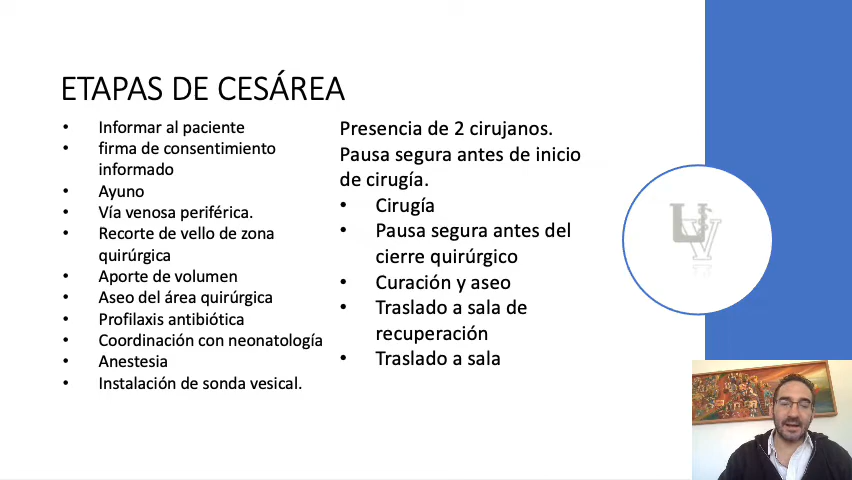 ETAPAS DE CESÁREA
• Informar al paciente
• firma de consentimiento
informado
• Ayuno
• Vía venosa periférica.
• Recorte de vello de zona
quirúrgica
• Aporte de volumen
• Aseo del área quirúrgica
• Profilaxis antibiótica
• Coordinación con neonatología
• Anestesia
• Instalación de sonda vesical.
Presencia de 2 cirujanos.
Pausa segura antes de inicio
de cirugía.
• Cirugía
• Pausa segura antes del
cierre quirúrgico
• Curación y aseo
• Traslado a sala de
recuperación
• Traslado a sala
UV